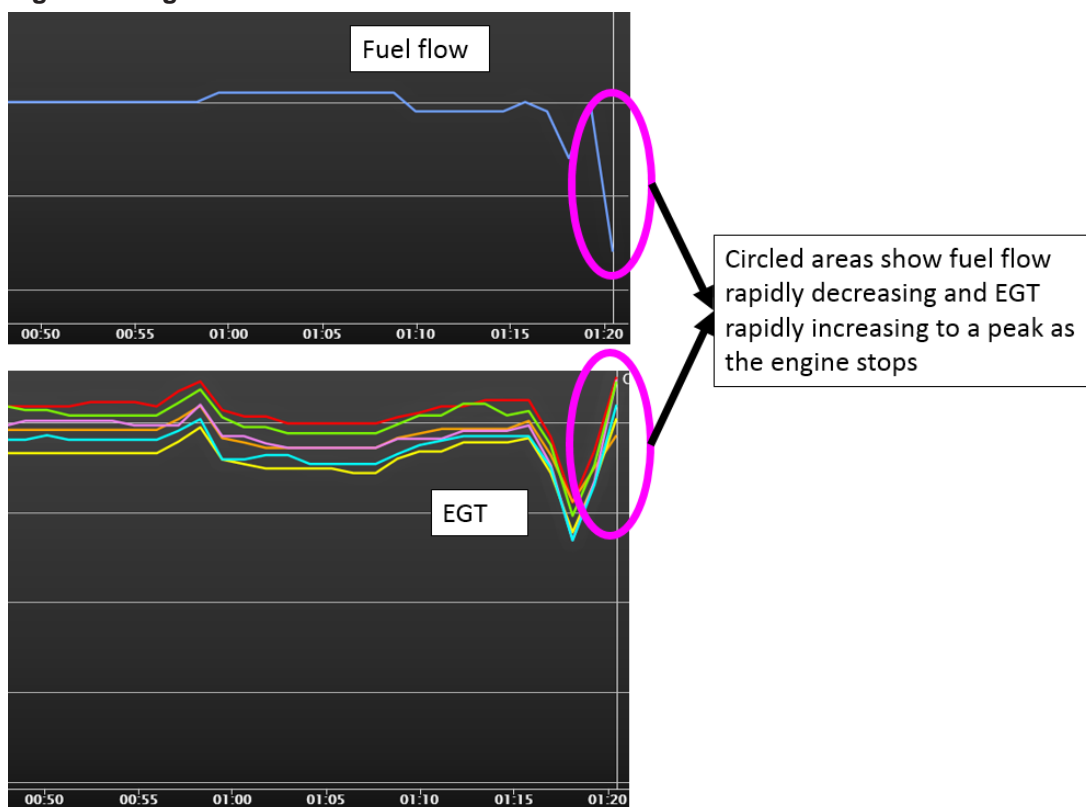 Fuel flow
00:50 00:55 01:00 01:05 01:10 01:15 01:20
Circled areas show fuel flow
rapidly decreasing and EGT
rapidly increasing to a peak as
the engine stops
EGT
00:50 00:55 01:00 01:05 01:10 01:15 01:20